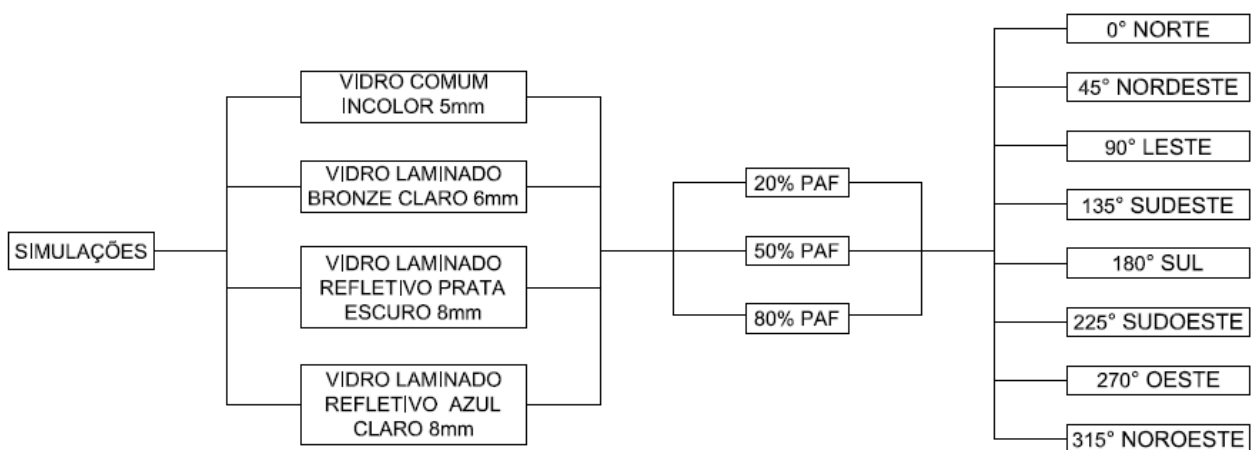 SIMULAÇÕES
VIDRO COMUM
INCOLOR 5mm
VIDRO LAMINADO
BRONZE CLARO 6mm
VIDRO LAMINADO
REFLETIVO PRATA
ESCURO 8mm
VIDRO LAMINADO
REFLETIVO AZUL
CLARO 8mm
20% PAF
50% PAF
80% PAF
0° NORTE
45° NORDESTE
90° LESTE
135° SUDESTE
180° SUL
225° SUDOESTE
270° OESTE
315° NOROESTE